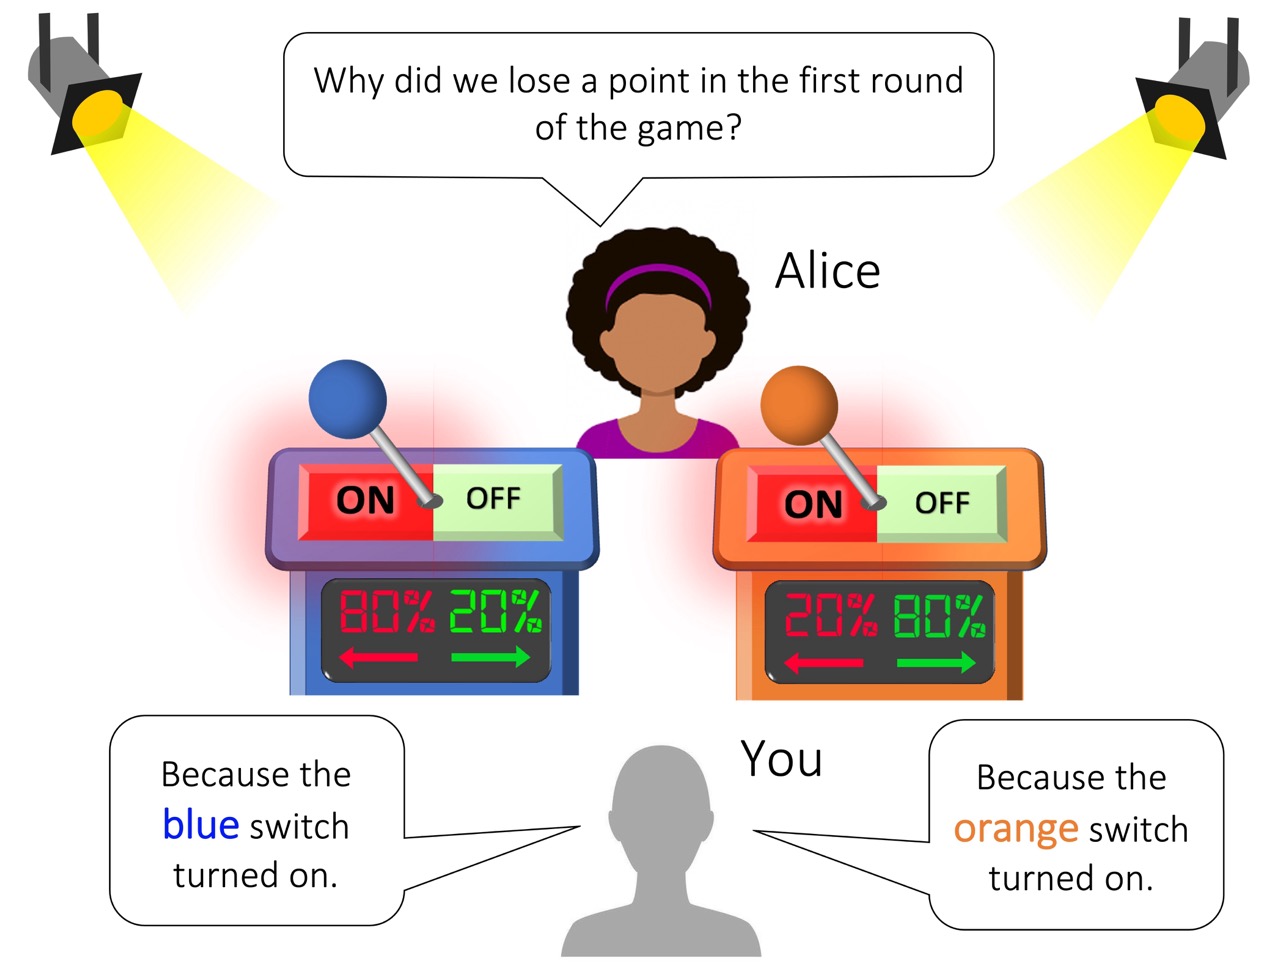 Why did we lose a point in the first round
of the game?
Alice
ON OFF
ON OFF
80% 20%
20% 80%
You
Because the
blue switch
turned on.
Because the
orange switch
turned on.